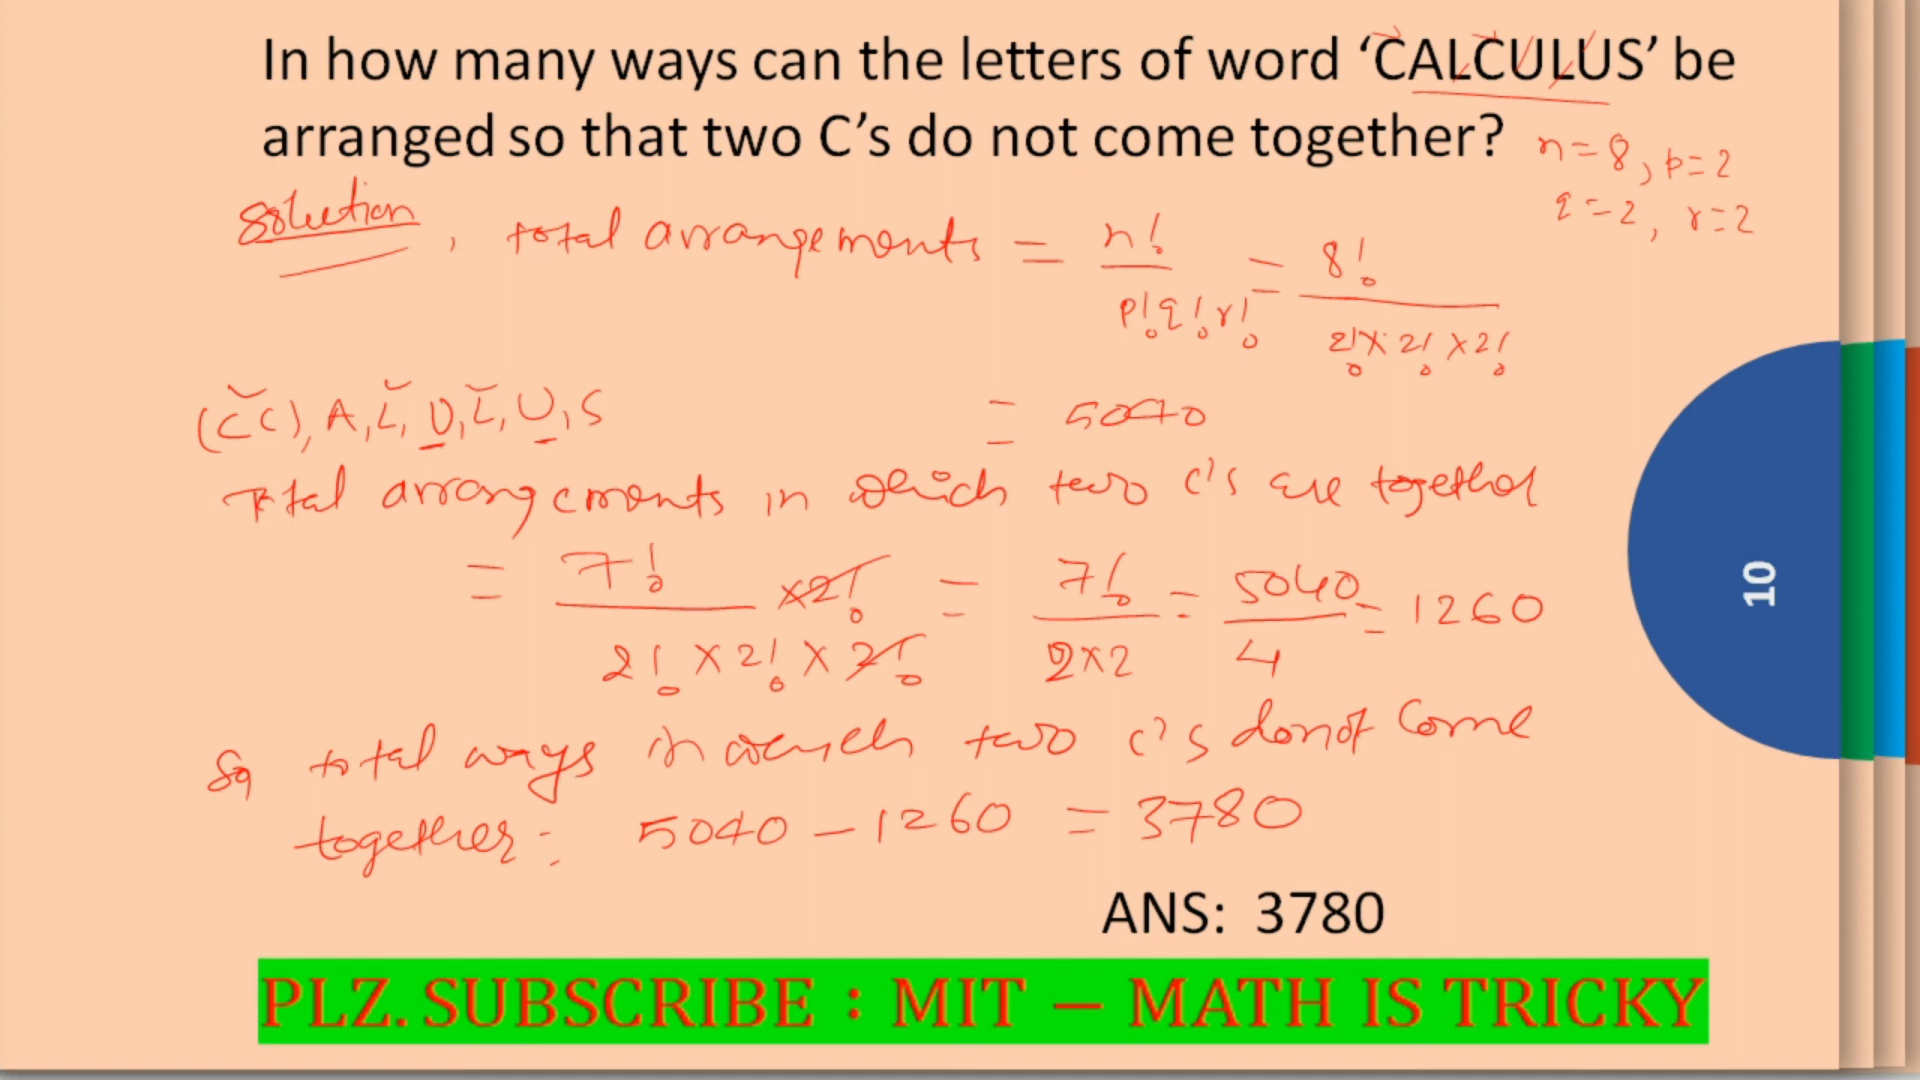 In how many ways can the letters of word ‘CALCULUS’ be
arranged so that two C’s do not come together?
n=8, p=2
q=2, r=2
Solution, total arrangements = n!/p!q!r! = 8!/2!×2!×2!
= 5040
(CC), A, L, U, L, U, S
Total arrangements in which two c's are together
= 7!/2!×2!×2! ×2! = 7!/2×2 = 5040/4 = 1260
So total ways in which two c's do not come
together = 5040 − 1260 = 3780
ANS: 3780
PLZ. SUBSCRIBE : MIT − MATH IS TRICKY
10